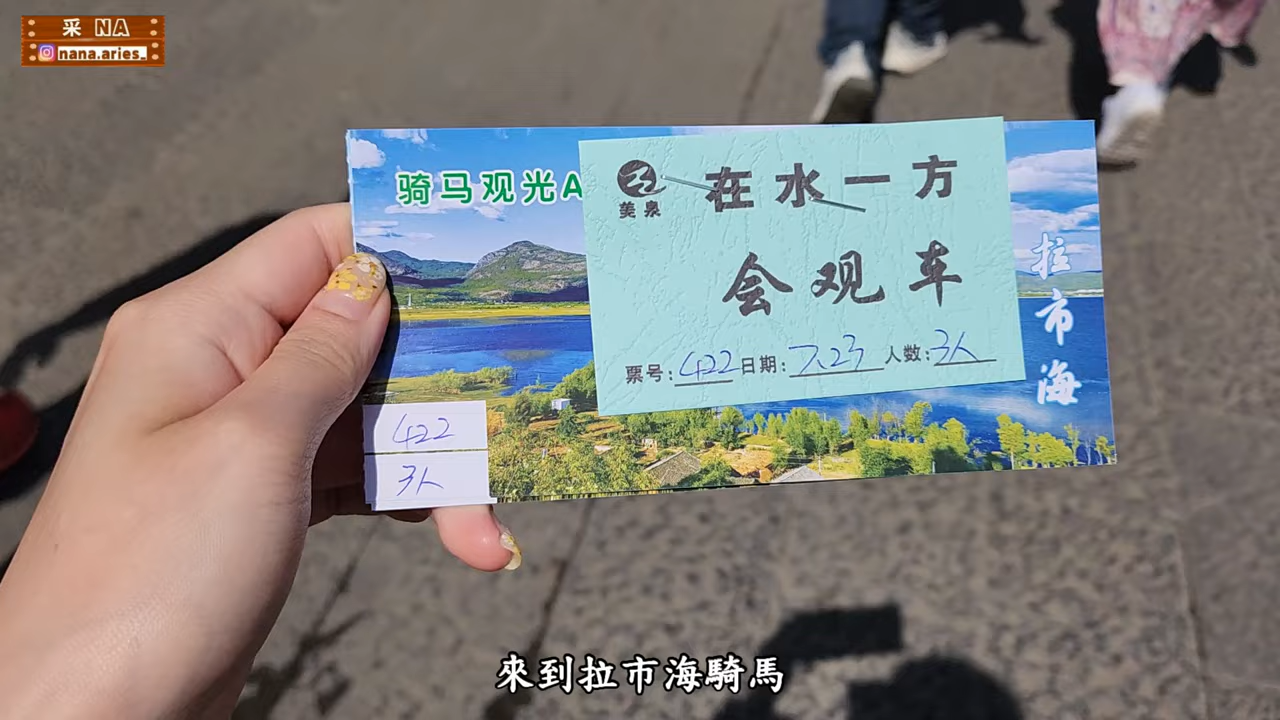 采 NA
nana.aries_
骑马观光A
美泉
在水一方
会观车
票号:422 日期:7.23 人数:3人
拉市海
422
3人
來到拉市海騎馬